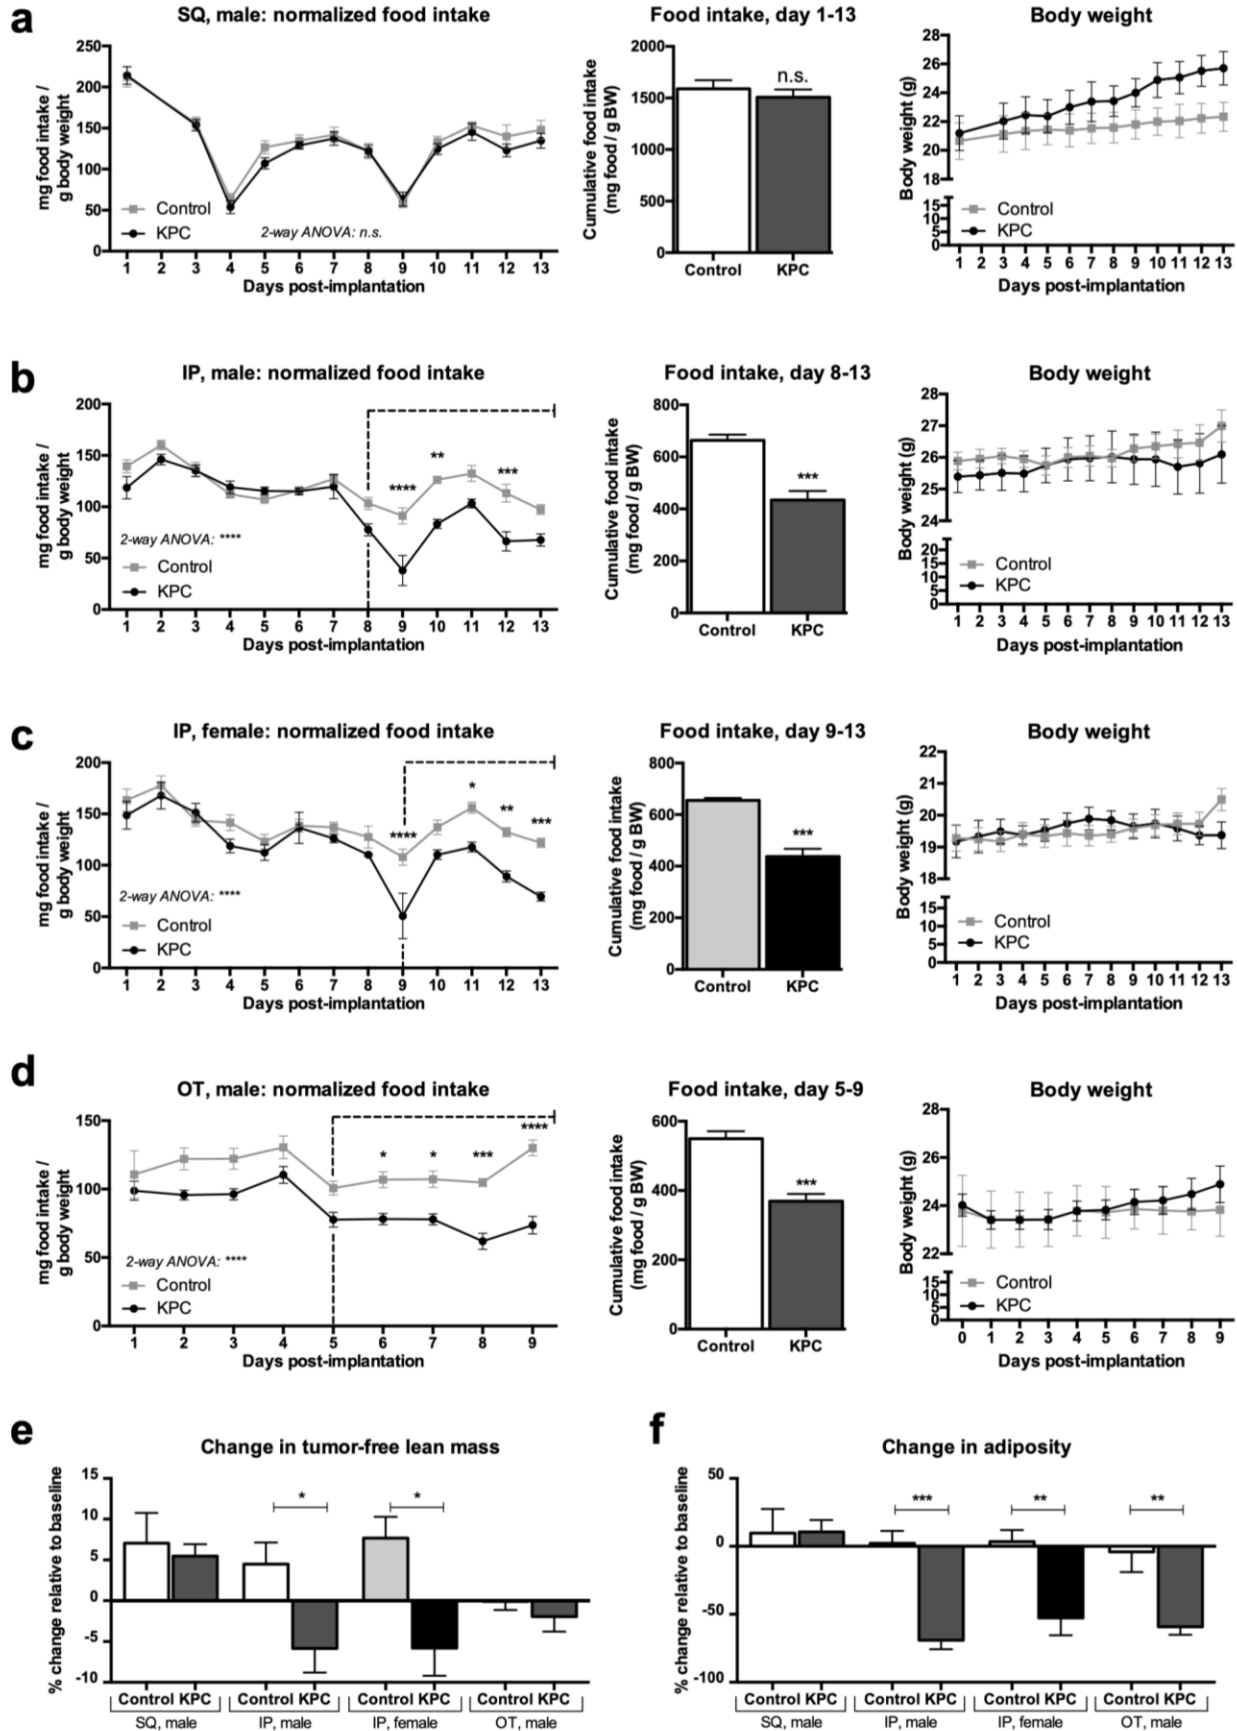 a
SQ, male: normalized food intake
mg food intake /
g body weight
250
200
150
100
50
0
Control
KPC
2-way ANOVA: n.s.
1 2 3 4 5 6 7 8 9 10 11 12 13
Days post-implantation
Food intake, day 1-13
Cumulative food intake
(mg food / g BW)
2000
1500
1000
500
0
n.s.
Control KPC
Body weight
Body weight (g)
28
26
24
22
20
18
15
10
5
0
Control
KPC
1 2 3 4 5 6 7 8 9 10 11 12 13
Days post-implantation
b
IP, male: normalized food intake
mg food intake /
g body weight
200
150
100
50
0
**** ** ***
2-way ANOVA: ****
Control
KPC
1 2 3 4 5 6 7 8 9 10 11 12 13
Days post-implantation
Food intake, day 8-13
Cumulative food intake
(mg food / g BW)
800
600
400
200
0
***
Control KPC
Body weight
Body weight (g)
28
27
26
25
24
20
15
10
5
0
Control
KPC
1 2 3 4 5 6 7 8 9 10 11 12 13
Days post-implantation
c
IP, female: normalized food intake
mg food intake /
g body weight
200
150
100
50
0
**** * ** ***
2-way ANOVA: ****
Control
KPC
1 2 3 4 5 6 7 8 9 10 11 12 13
Days post-implantation
Food intake, day 9-13
Cumulative food intake
(mg food / g BW)
800
600
400
200
0
***
Control KPC
Body weight
Body weight (g)
22
21
20
19
18
15
10
5
0
Control
KPC
1 2 3 4 5 6 7 8 9 10 11 12 13
Days post-implantation
d
OT, male: normalized food intake
mg food intake /
g body weight
150
100
50
0
* * *** ****
2-way ANOVA: ****
Control
KPC
1 2 3 4 5 6 7 8 9
Days post-implantation
Food intake, day 5-9
Cumulative food intake
(mg food / g BW)
600
400
200
0
***
Control KPC
Body weight
Body weight (g)
28
26
24
22
15
10
5
0
Control
KPC
0 1 2 3 4 5 6 7 8 9
Days post-implantation
e
Change in tumor-free lean mass
% change relative to baseline
15
10
5
0
-5
-10
* *
Control KPC Control KPC Control KPC Control KPC
SQ, male IP, male IP, female OT, male
f
Change in adiposity
% change relative to baseline
50
0
-50
-100
*** ** **
Control KPC Control KPC Control KPC Control KPC
SQ, male IP, male IP, female OT, male